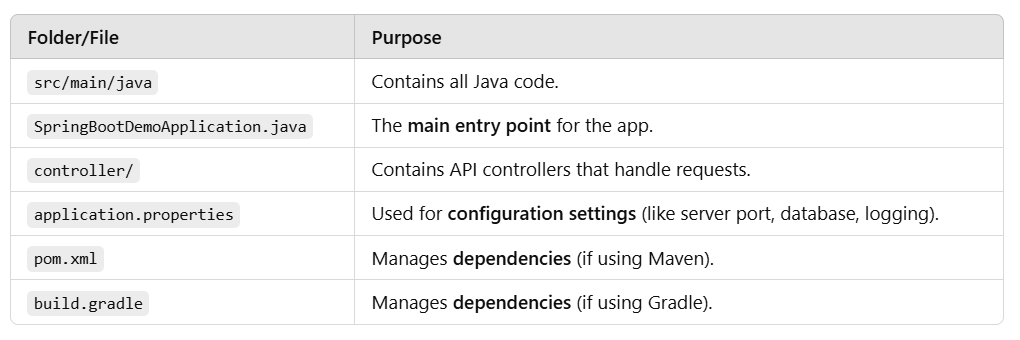 Folder/File Purpose
src/main/java Contains all Java code.
SpringBootDemoApplication.java The main entry point for the app.
controller/ Contains API controllers that handle requests.
application.properties Used for configuration settings (like server port, database, logging).
pom.xml Manages dependencies (if using Maven).
build.gradle Manages dependencies (if using Gradle).